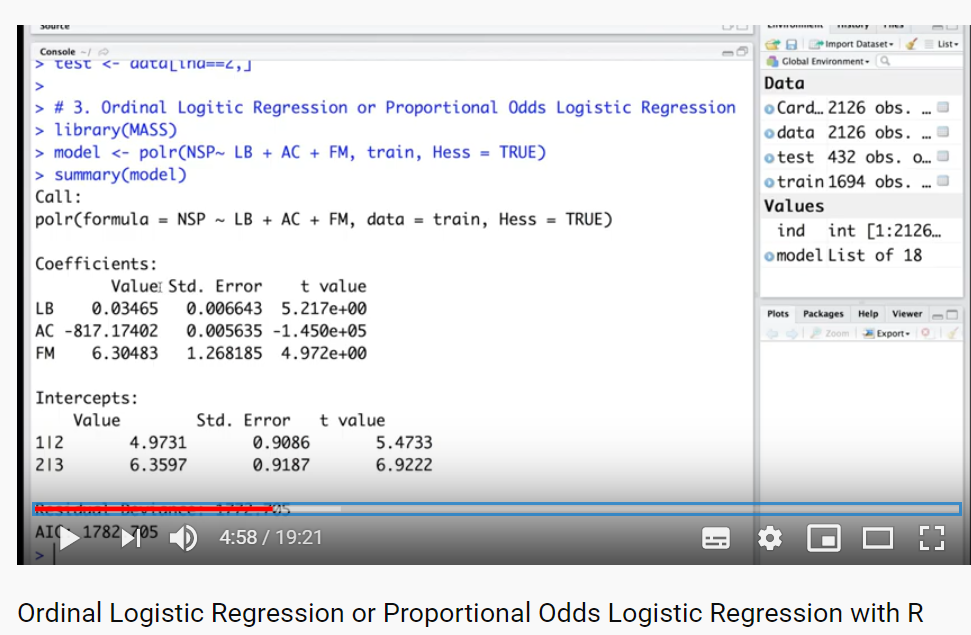 Source
Console ~/
> test <- data[ind==2,]
>
> # 3. Ordinal Logitic Regression or Proportional Odds Logistic Regression
> library(MASS)
> model <- polr(NSP~ LB + AC + FM, train, Hess = TRUE)
> summary(model)
Call:
polr(formula = NSP ~ LB + AC + FM, data = train, Hess = TRUE)
Coefficients:
Value Std. Error t value
LB 0.03465 0.006643 5.217e+00
AC -817.17402 0.005635 -1.450e+05
FM 6.30483 1.268185 4.972e+00
Intercepts:
Value Std. Error t value
1|2 4.9731 0.9086 5.4733
2|3 6.3597 0.9187 6.9222
Residual Deviance: 1772.705
AIC: 1782.705
>
4:58 / 19:21
Environment History Files
Import Dataset List
Global Environment
Data
Card… 2126 obs. …
data 2126 obs. …
test 432 obs. o…
train 1694 obs. …
Values
ind int [1:2126…
model List of 18
Plots Packages Help Viewer
Zoom Export
Ordinal Logistic Regression or Proportional Odds Logistic Regression with R